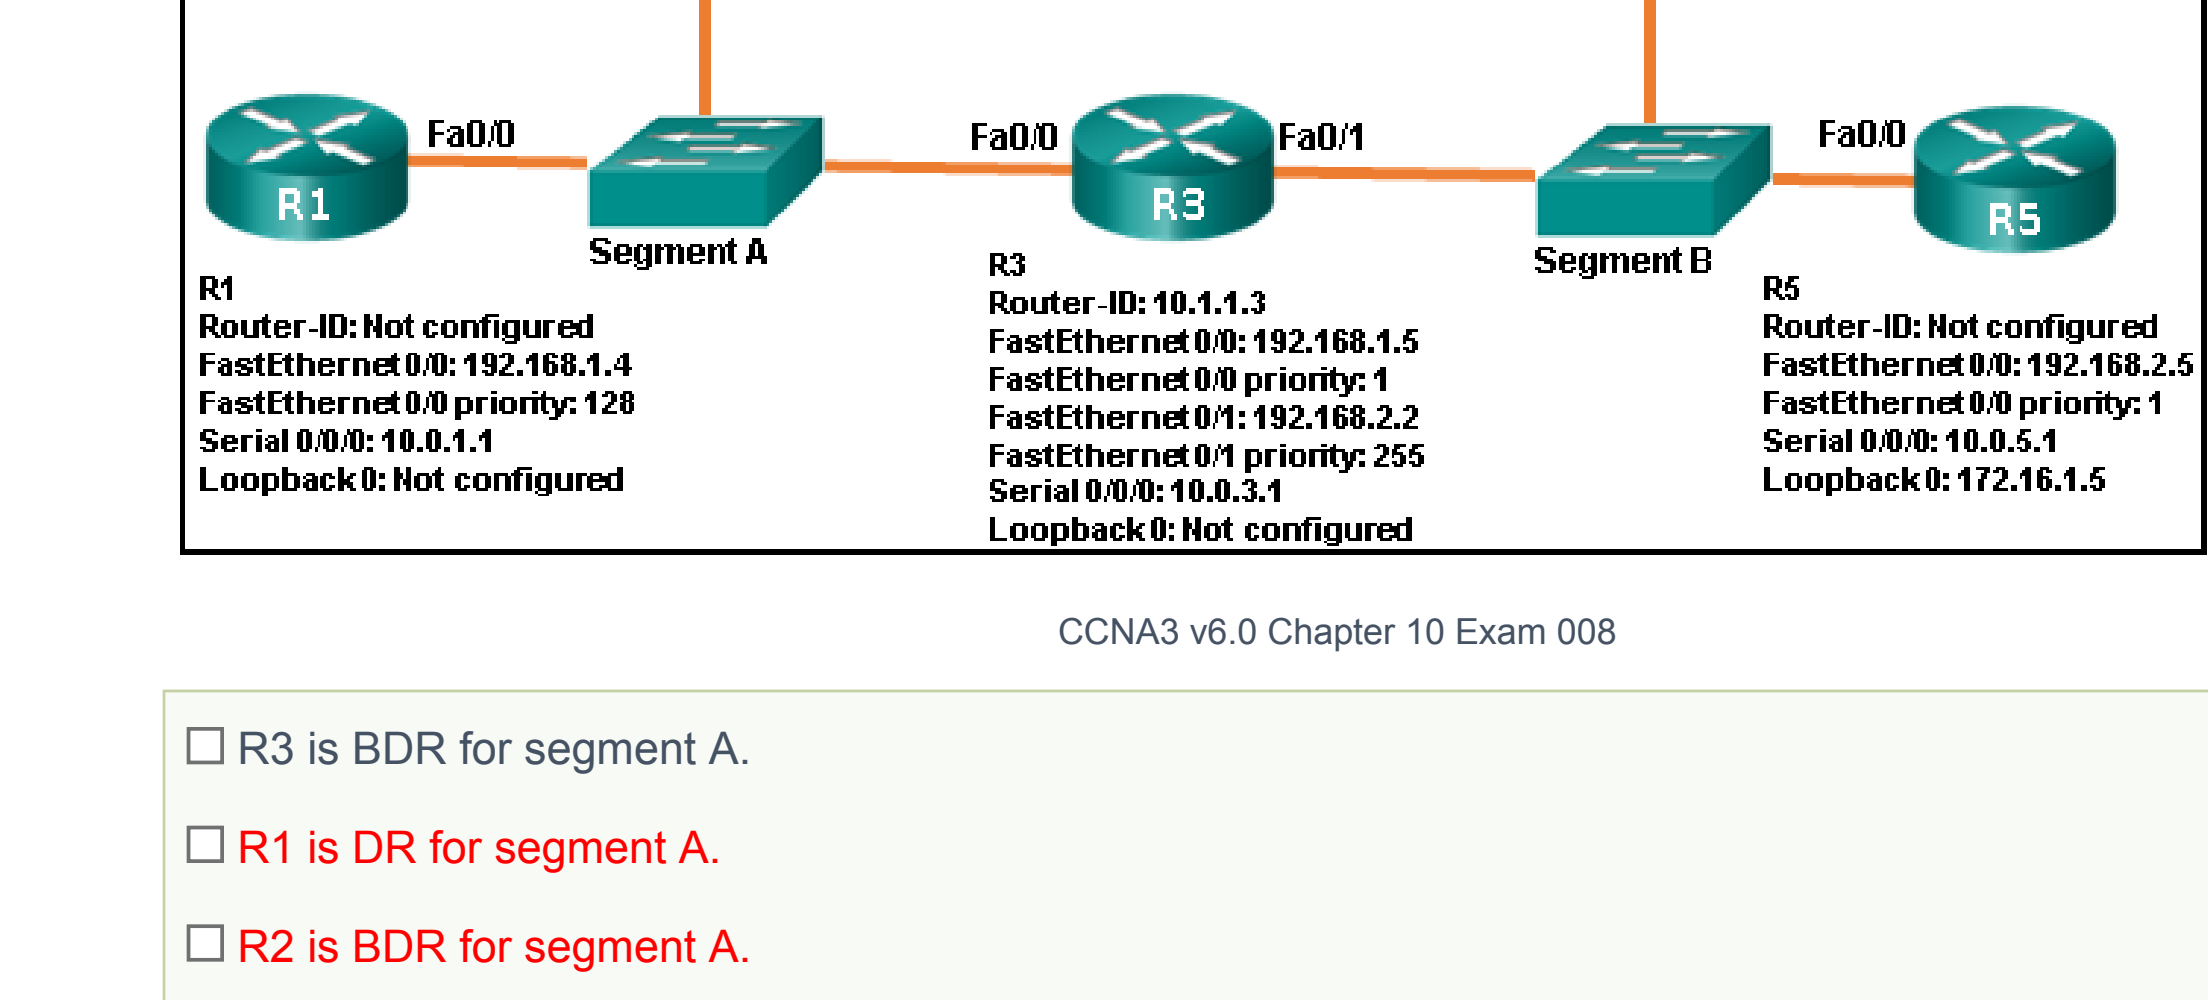 Fa0/0
Fa0/0
Fa0/1
Fa0/0
R1
R3
R5
Segment A
Segment B
R1
Router-ID: Not configured
FastEthernet 0/0: 192.168.1.4
FastEthernet 0/0 priority: 128
Serial 0/0/0: 10.0.1.1
Loopback 0: Not configured
R3
Router-ID: 10.1.1.3
FastEthernet 0/0: 192.168.1.5
FastEthernet 0/0 priority: 1
FastEthernet 0/1: 192.168.2.2
FastEthernet 0/1 priority: 255
Serial 0/0/0: 10.0.3.1
Loopback 0: Not configured
R5
Router-ID: Not configured
FastEthernet 0/0: 192.168.2.5
FastEthernet 0/0 priority: 1
Serial 0/0/0: 10.0.5.1
Loopback 0: 172.16.1.5
CCNA3 v6.0 Chapter 10 Exam 008
R3 is BDR for segment A.
R1 is DR for segment A.
R2 is BDR for segment A.